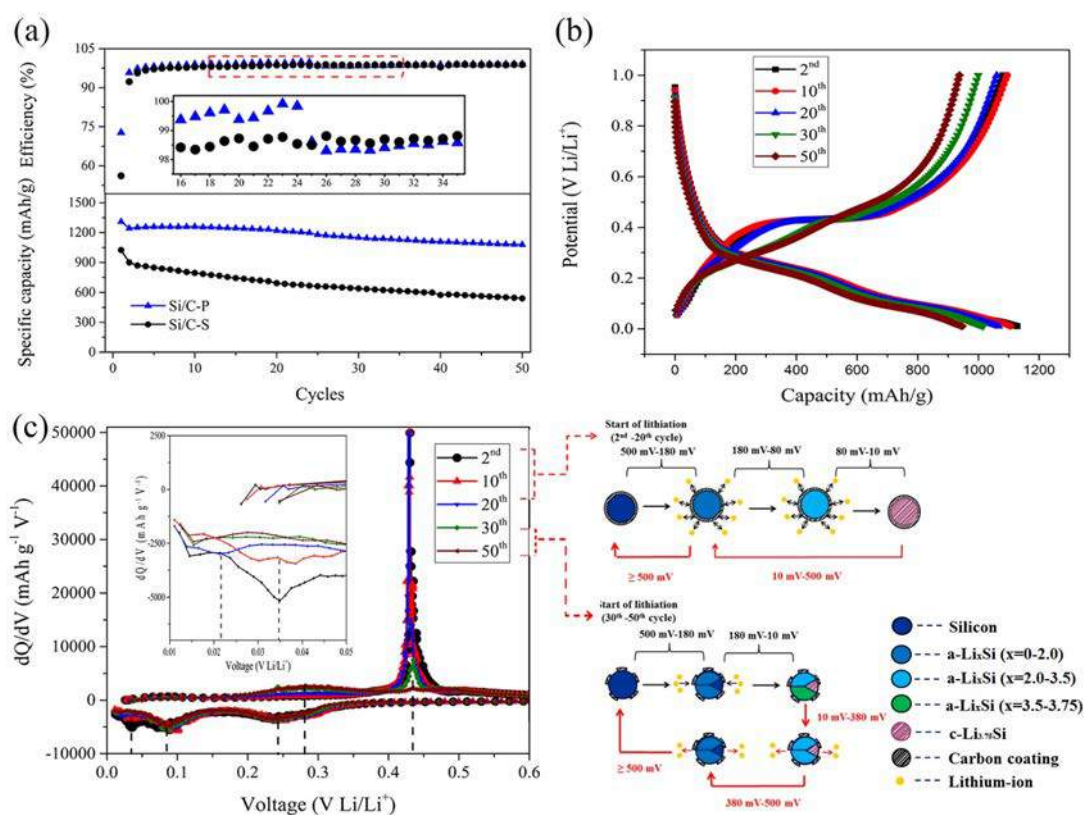 (a)
Efficiency (%)
105
90
75
60
99
98
16 18 20 22 24 26 28 30 32 34
Specific capacity (mAh/g)
1500
1200
900
600
300
0
Si/C-P
Si/C-S
0 10 20 30 40 50
Cycles
(b)
Potential (V Li/Li⁺)
1.0
0.8
0.6
0.4
0.2
0.0
2nd
10th
20th
30th
50th
0 200 400 600 800 1000 1200
Capacity (mAh/g)
(c)
dQ/dV (mAh g⁻¹ V⁻¹)
50000
40000
30000
20000
10000
0
-10000
0.0 0.1 0.2 0.3 0.4 0.5 0.6
Voltage (V Li/Li⁺)
dQ/dV (mAh g⁻¹ V⁻¹)
2500
0
-5000
0.01 0.02 0.03 0.04 0.05
Voltage (V Li/Li⁺)
2nd
10th
20th
30th
50th
Start of lithiation
(2nd -20th cycle)
500 mV-180 mV
180 mV-80 mV
80 mV-10 mV
≥ 500 mV
10 mV-500 mV
Start of lithiation
(30th -50th cycle)
500 mV-180 mV
180 mV-10 mV
10 mV-380 mV
≥ 500 mV
380 mV-500 mV
Silicon
a-LixSi (x=0-2.0)
a-LixSi (x=2.0-3.5)
a-LixSi (x=3.5-3.75)
c-Li3.75Si
Carbon coating
Lithium-ion